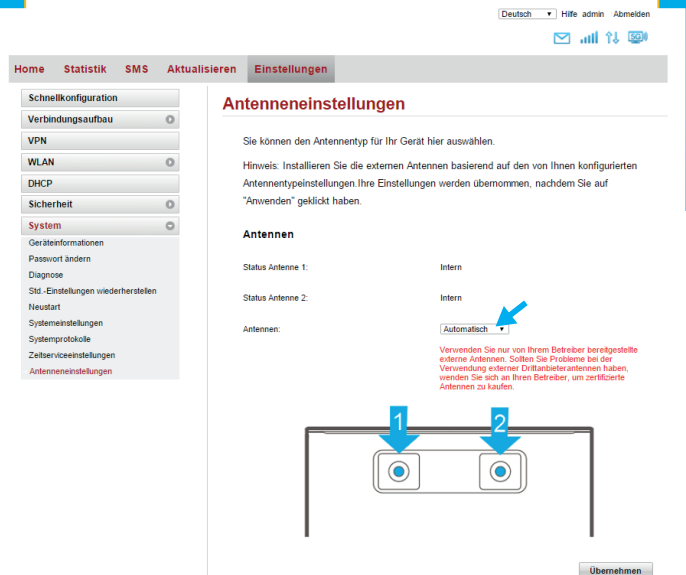 Deutsch Hilfe admin Abmelden
Home Statistik SMS Aktualisieren Einstellungen
Schnellkonfiguration
Verbindungsaufbau
VPN
WLAN
DHCP
Sicherheit
System
Geräteinformationen
Passwort ändern
Diagnose
Std.-Einstellungen wiederherstellen
Neustart
Systemeinstellungen
Systemprotokolle
Zeitserviceeinstellungen
Antenneneinstellungen
Antenneneinstellungen
Sie können den Antennentyp für Ihr Gerät hier auswählen.
Hinweis: Installieren Sie die externen Antennen basierend auf den von Ihnen konfigurierten
Antennentypeinstellungen.Ihre Einstellungen werden übernommen, nachdem Sie auf
"Anwenden" geklickt haben.
Antennen
Status Antenne 1: Intern
Status Antenne 2: Intern
Antennen: Automatisch
Verwenden Sie nur von Ihrem Betreiber bereitgestellte
externe Antennen. Sollten Sie Probleme bei der
Verwendung externer Drittanbieterantennen haben,
wenden Sie sich an Ihren Betreiber, um zertifizierte
Antennen zu kaufen.
1 2
Übernehmen